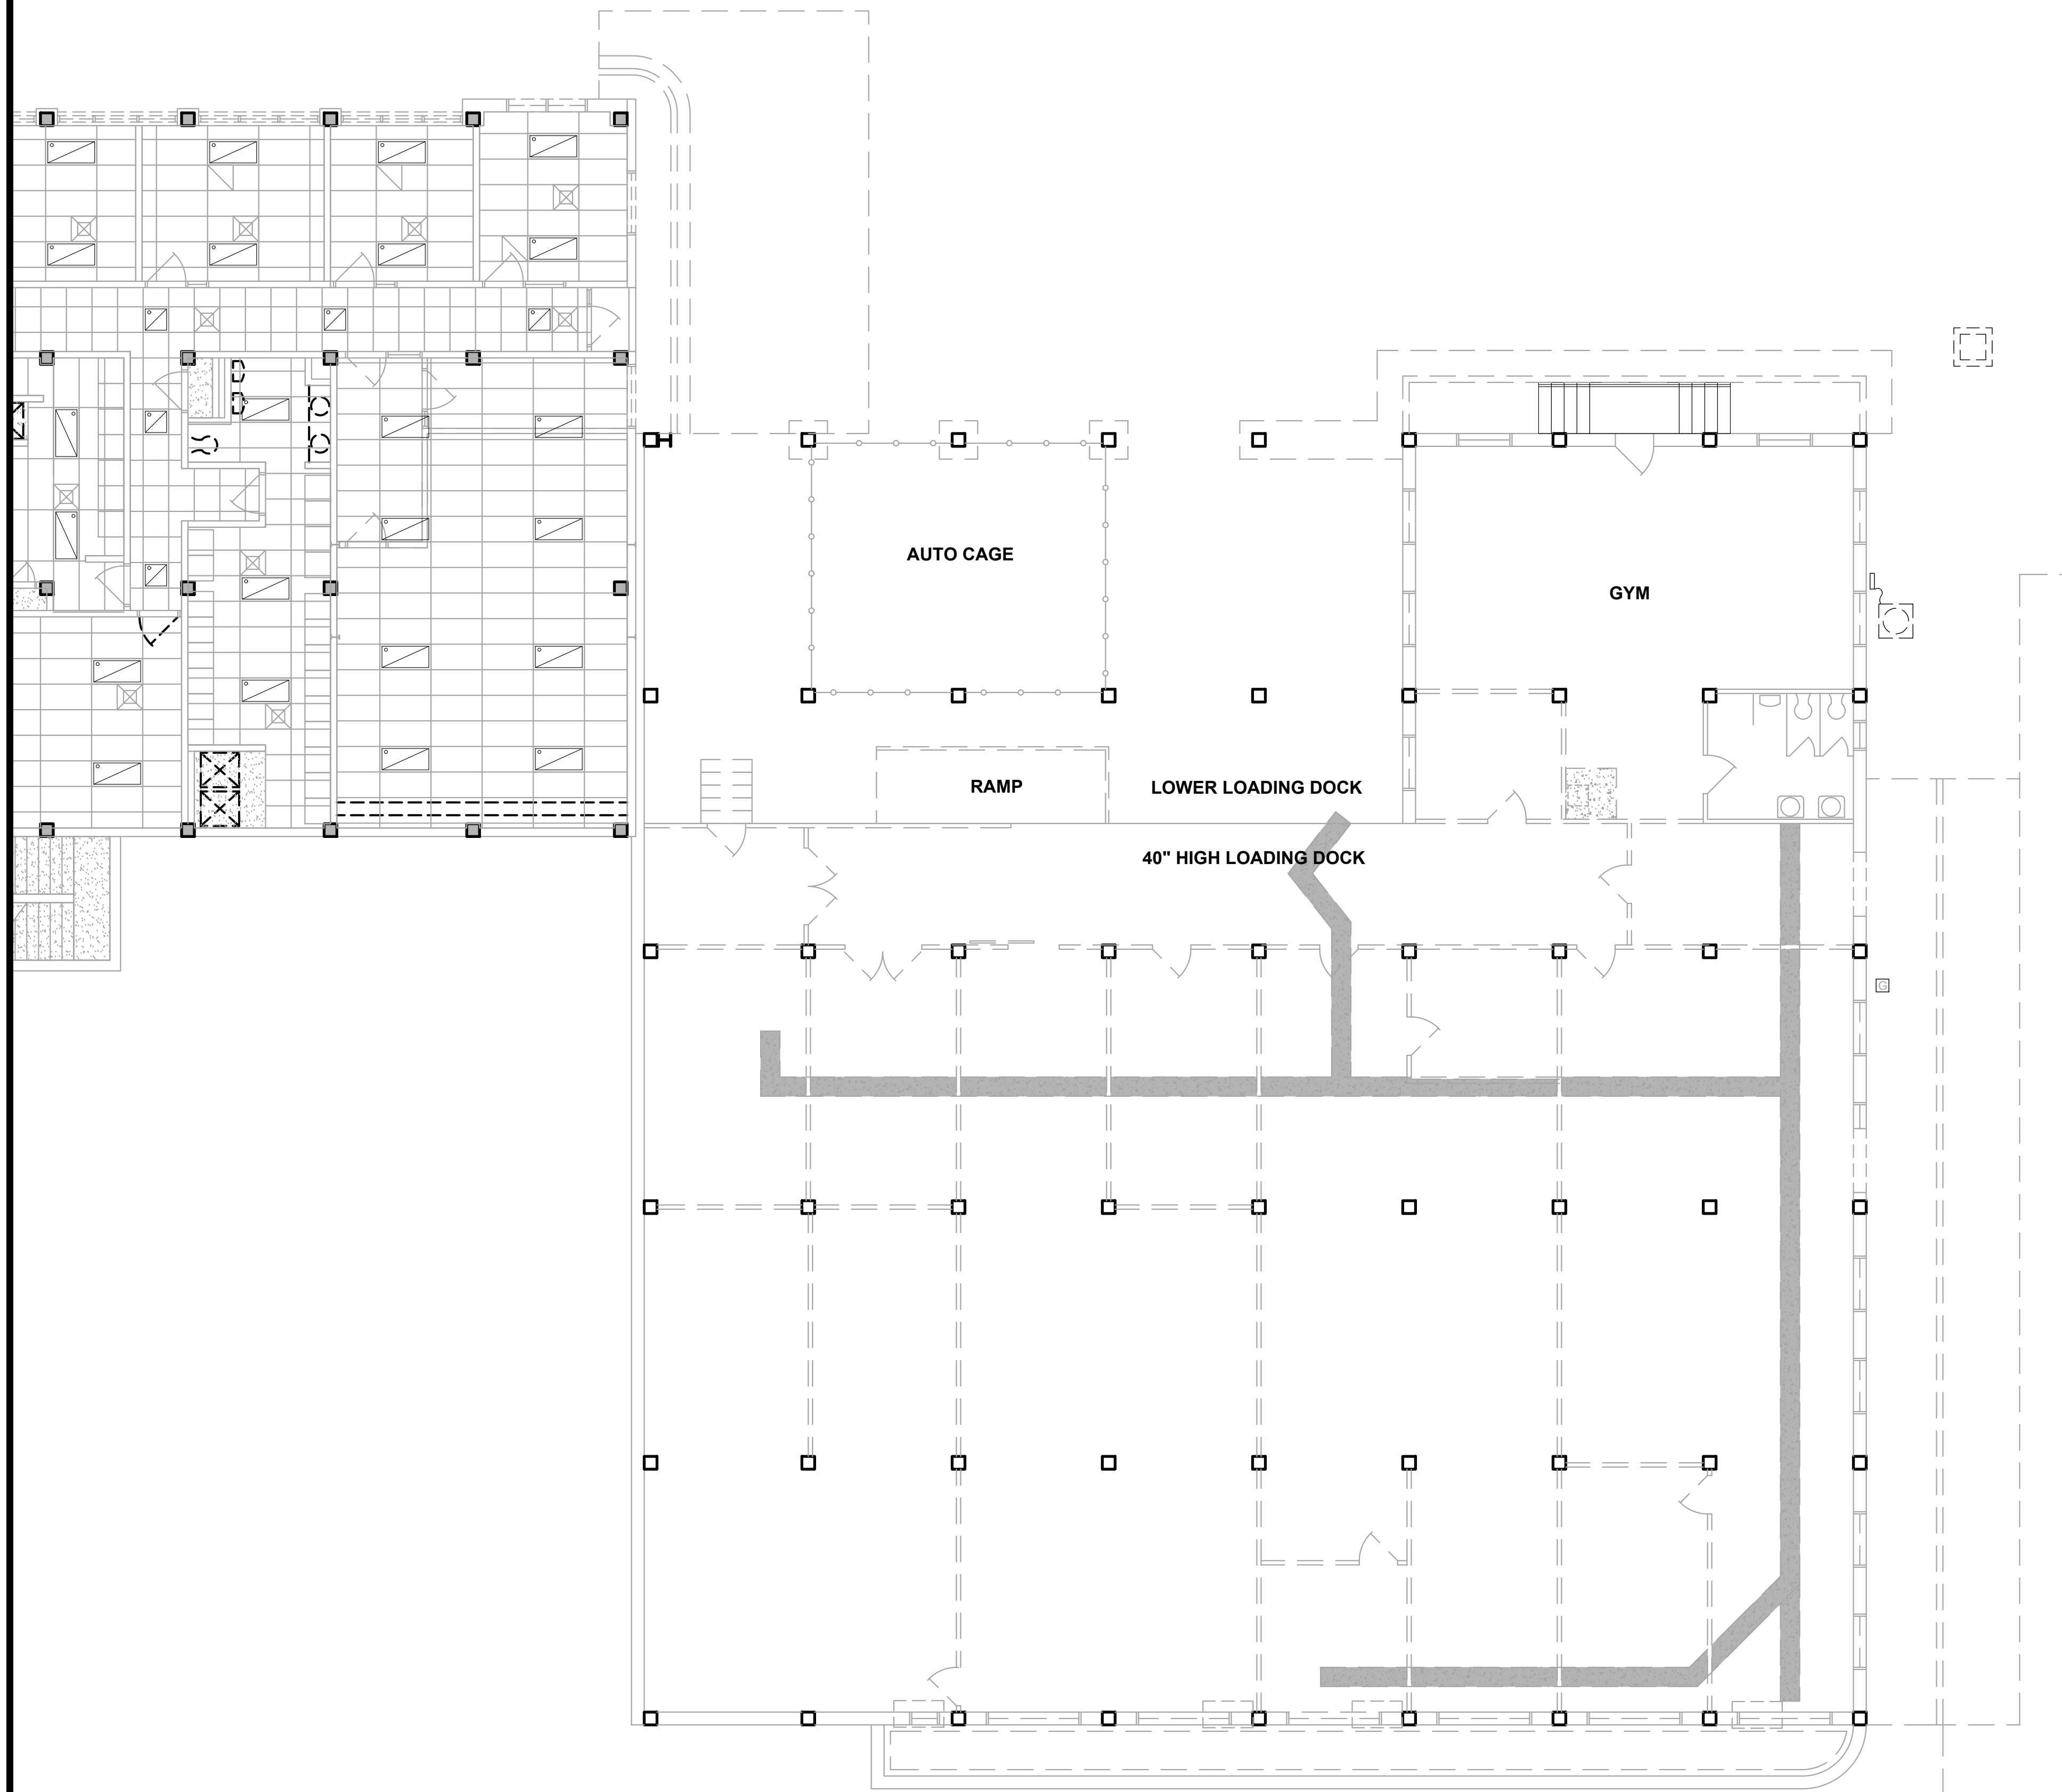 AUTO CAGE
GYM
RAMP
LOWER LOADING DOCK
40" HIGH LOADING DOCK
G